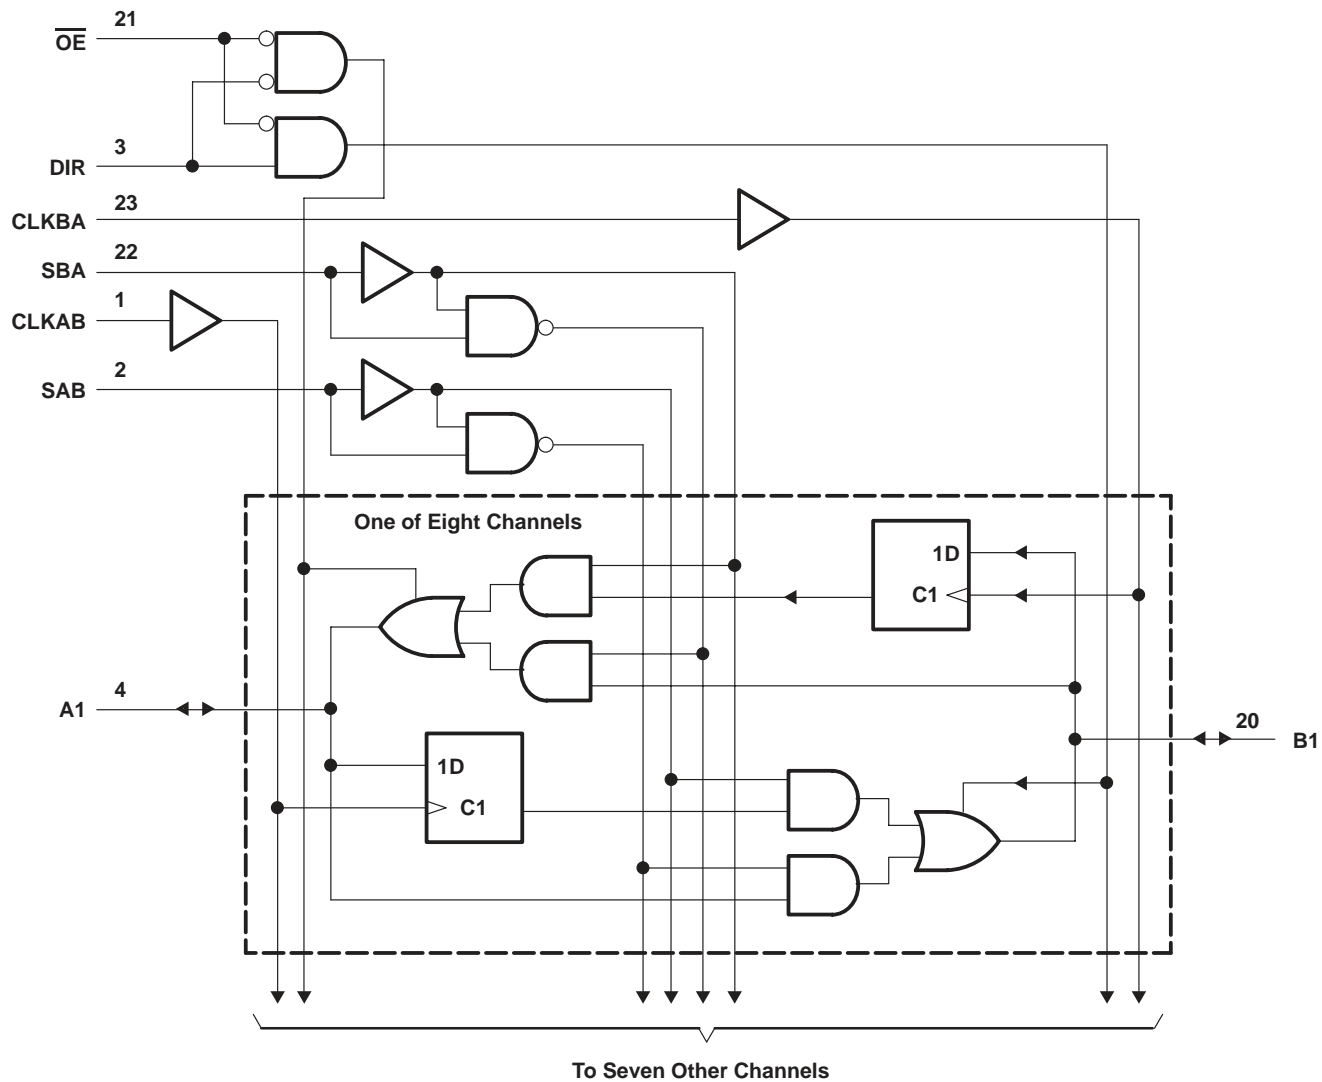 21
OE
3
DIR
23
CLKBA
22
SBA
1
CLKAB
2
SAB
One of Eight Channels
1D
C1
4
A1
20
B1
1D
C1
To Seven Other Channels